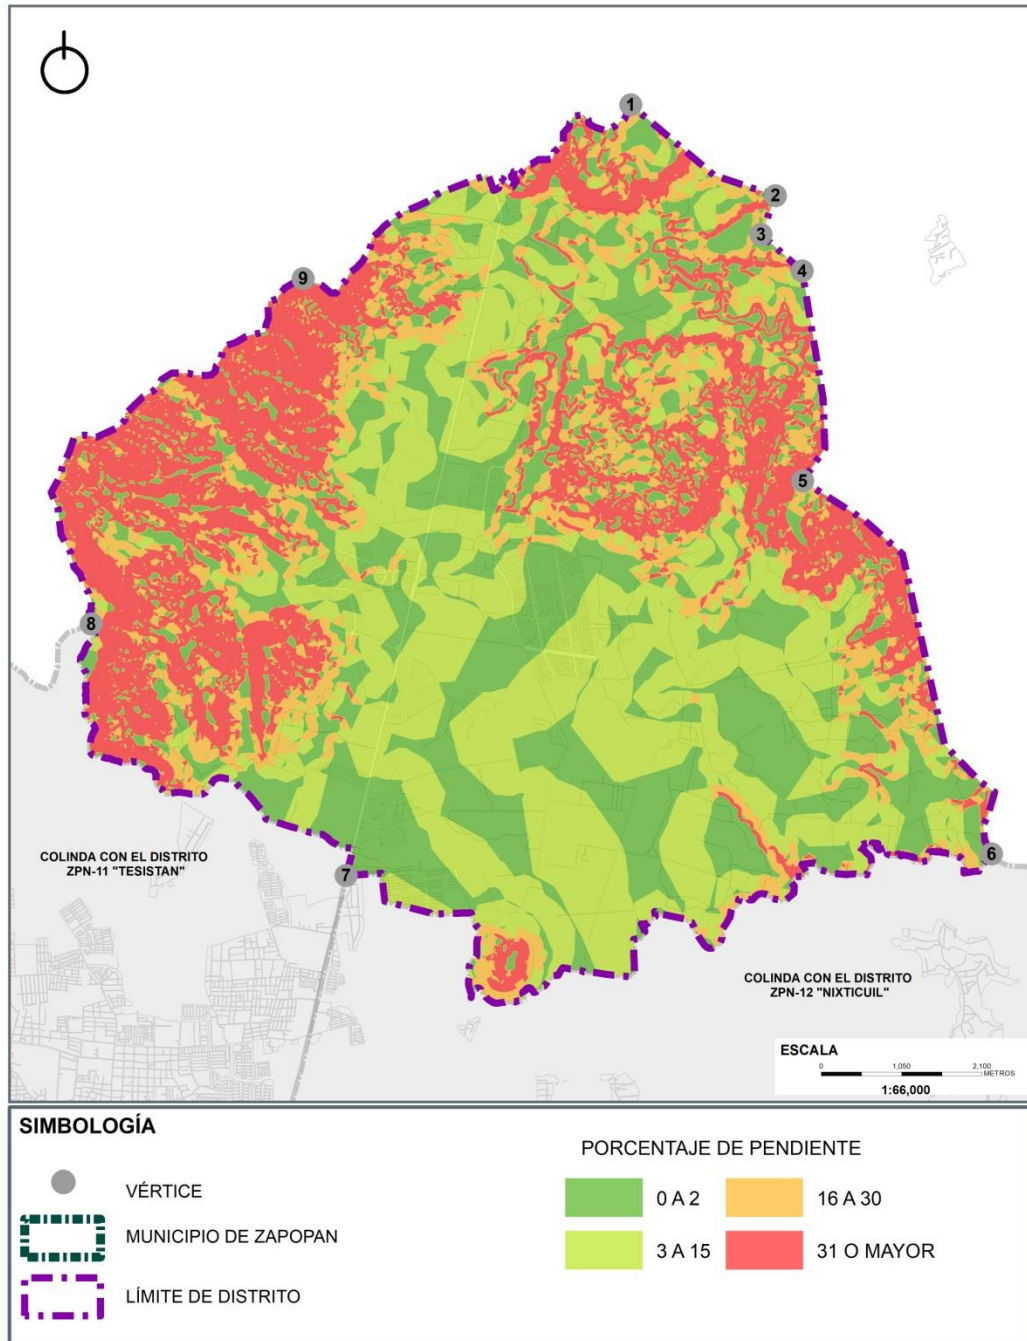 1
2
3
4
9
5
8
6
7
COLINDA CON EL DISTRITO
ZPN-11 "TESISTAN"
COLINDA CON EL DISTRITO
ZPN-12 "NIXTICUIL"
ESCALA
0 1,050 2,100
METROS
1:66,000
SIMBOLOGÍA
VÉRTICE
MUNICIPIO DE ZAPOPAN
LÍMITE DE DISTRITO
PORCENTAJE DE PENDIENTE
0 A 2
16 A 30
3 A 15
31 O MAYOR